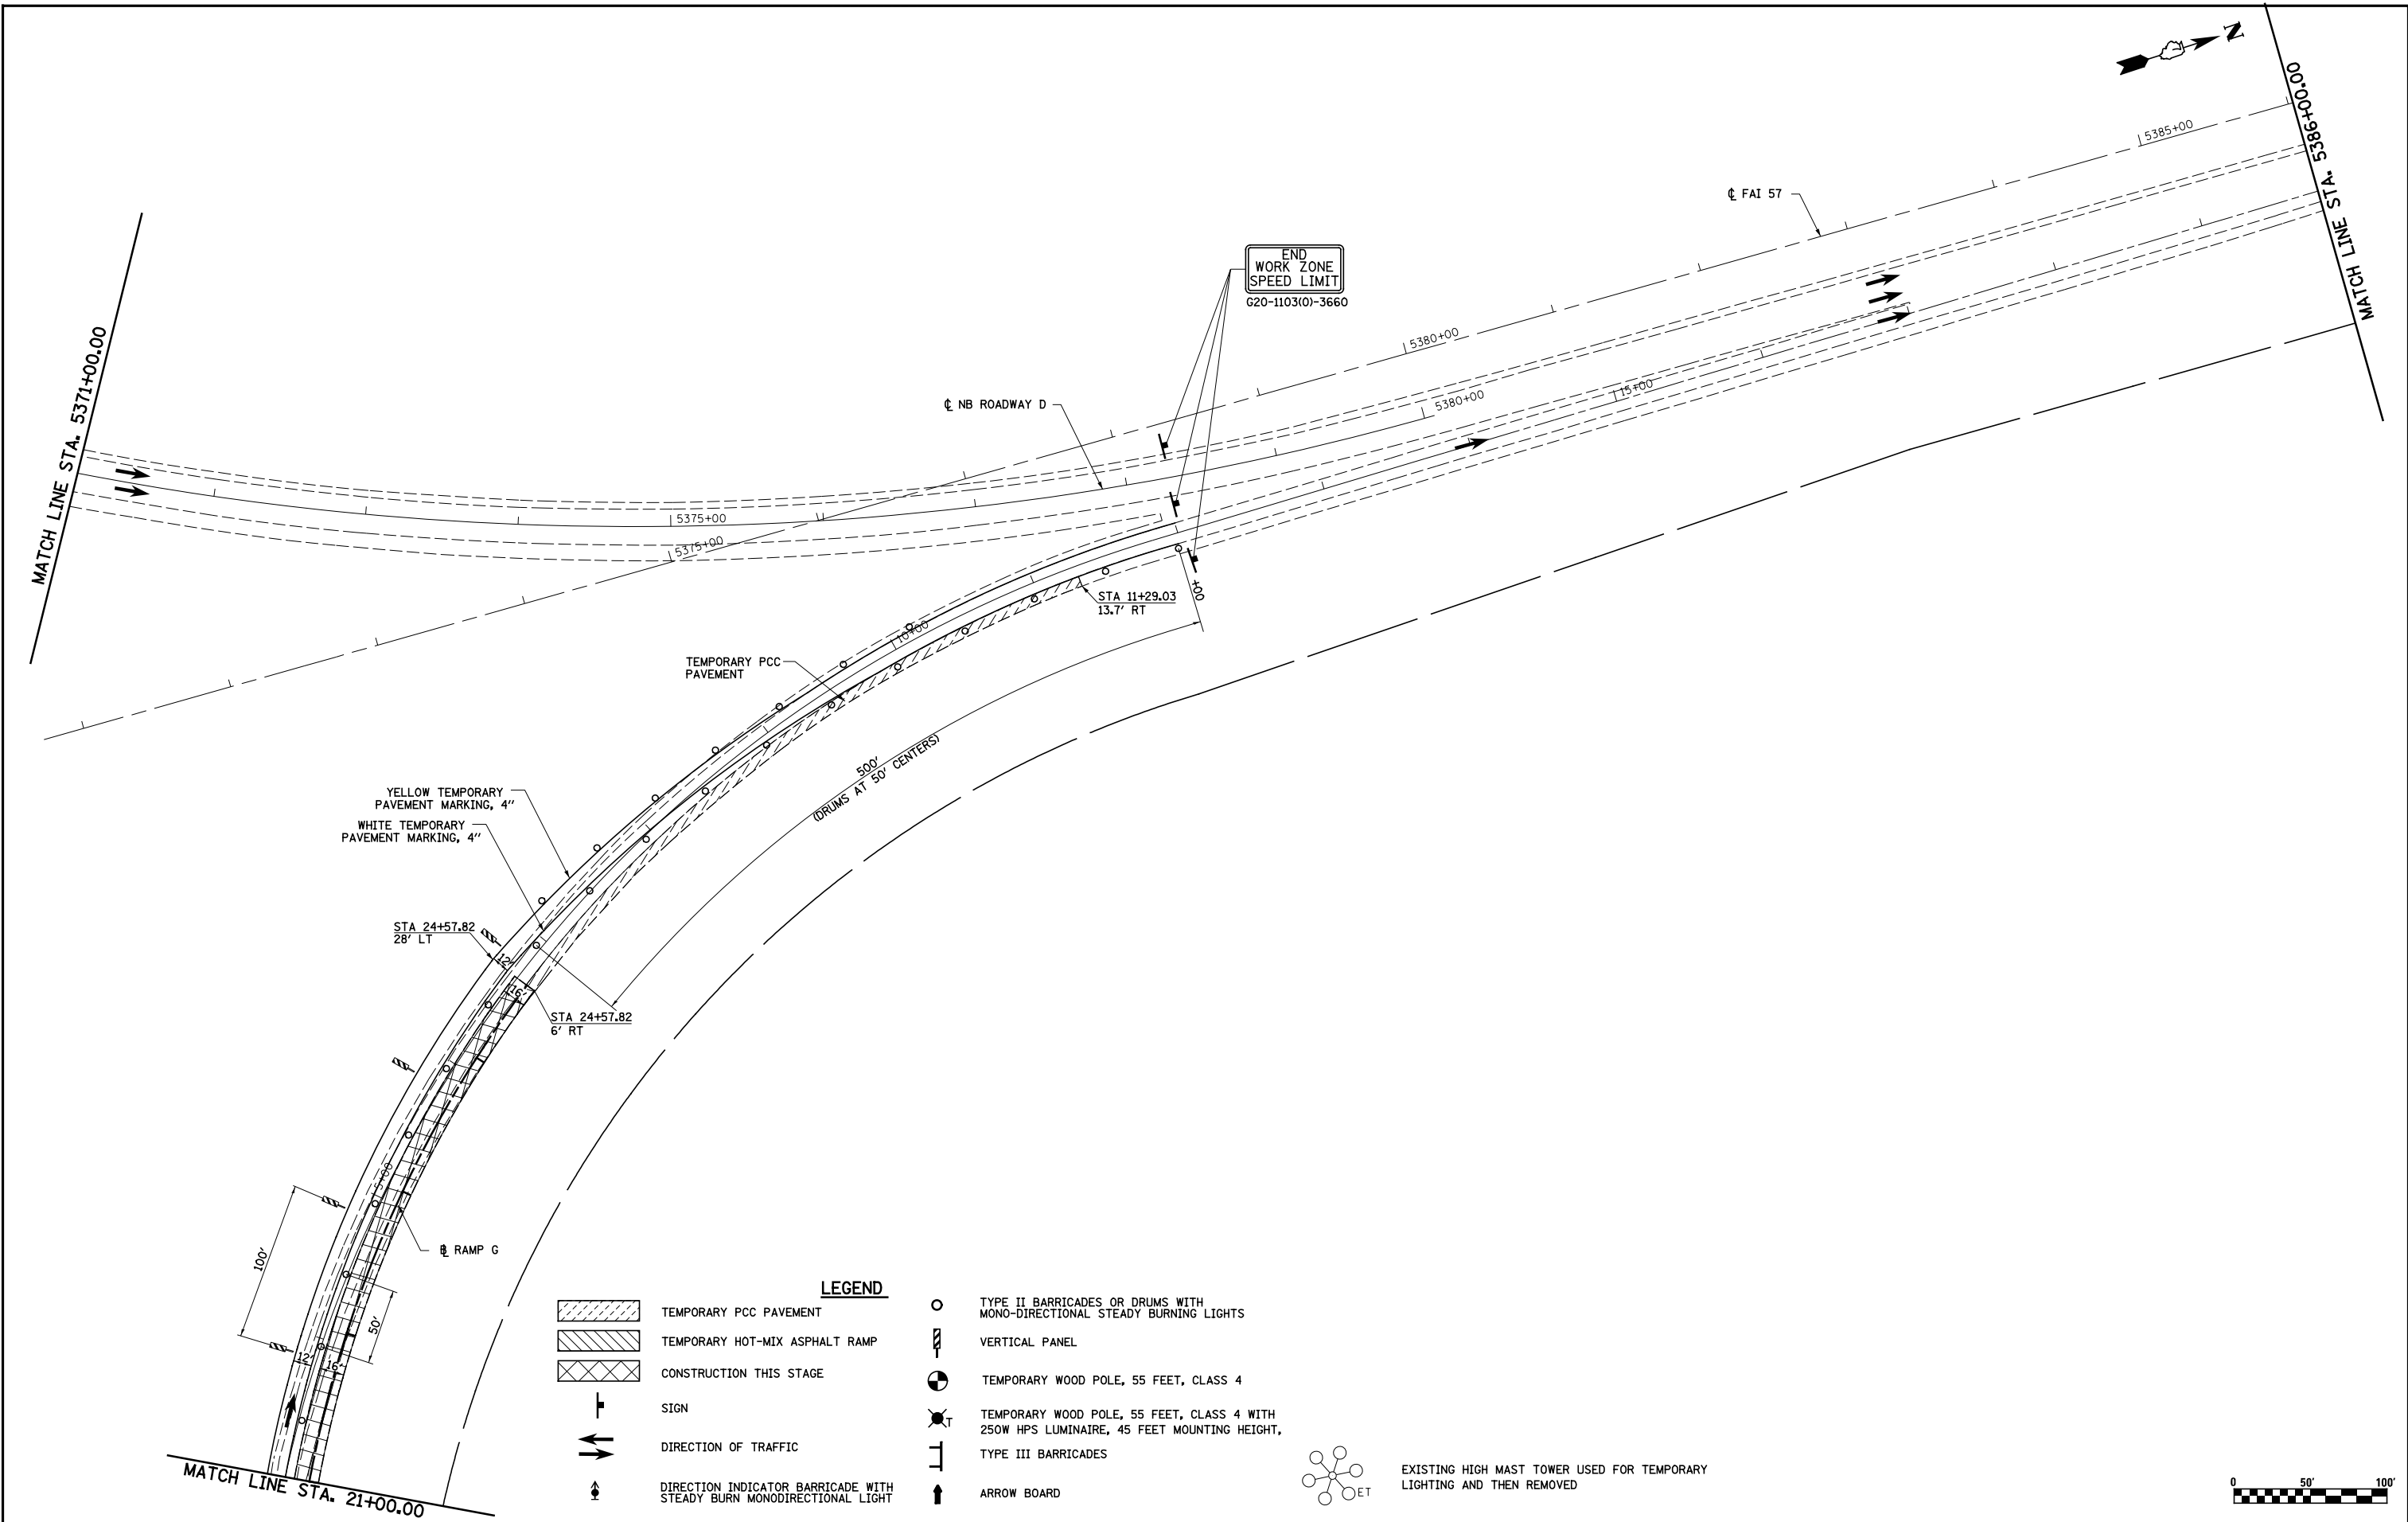 N
MATCH LINE STA. 5386+00.00
5385+00
℄ FAI 57
END
WORK ZONE
SPEED LIMIT
G20-1103(0)-3660
MATCH LINE STA. 5371+00.00
5380+00
℄ NB ROADWAY D
5380+00
15+00
5375+00
5375+00
+00
STA 11+29.03
13.7' RT
10+00
TEMPORARY PCC
PAVEMENT
500'
(DRUMS AT 50' CENTERS)
YELLOW TEMPORARY
PAVEMENT MARKING, 4"
WHITE TEMPORARY
PAVEMENT MARKING, 4"
STA 24+57.82
28' LT
12'
16'
STA 24+57.82
6' RT
5+00
100'
BL RAMP G
50'
12'
16'
MATCH LINE STA. 21+00.00
LEGEND
TEMPORARY PCC PAVEMENT
TEMPORARY HOT-MIX ASPHALT RAMP
CONSTRUCTION THIS STAGE
SIGN
DIRECTION OF TRAFFIC
DIRECTION INDICATOR BARRICADE WITH
STEADY BURN MONODIRECTIONAL LIGHT
TYPE II BARRICADES OR DRUMS WITH
MONO-DIRECTIONAL STEADY BURNING LIGHTS
VERTICAL PANEL
TEMPORARY WOOD POLE, 55 FEET, CLASS 4
T
TEMPORARY WOOD POLE, 55 FEET, CLASS 4 WITH
250W HPS LUMINAIRE, 45 FEET MOUNTING HEIGHT,
TYPE III BARRICADES
ARROW BOARD
ET
EXISTING HIGH MAST TOWER USED FOR TEMPORARY
LIGHTING AND THEN REMOVED
0 50' 100'